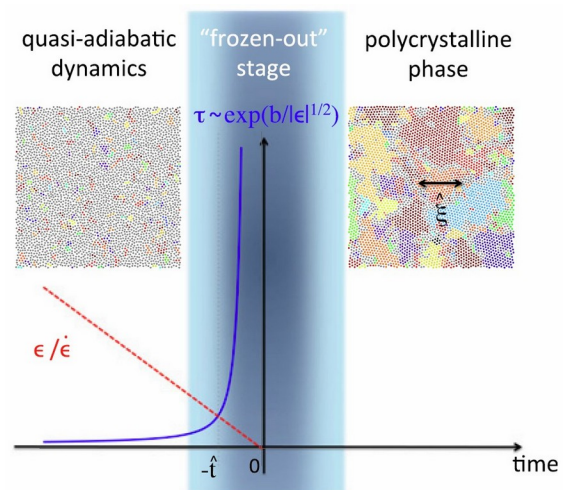 quasi-adiabatic
dynamics
“frozen-out”
stage
polycrystalline
phase
τ~exp(b/|ϵ|^{1/2})
ξ̂
ϵ/ϵ̇
-t̂
0
time